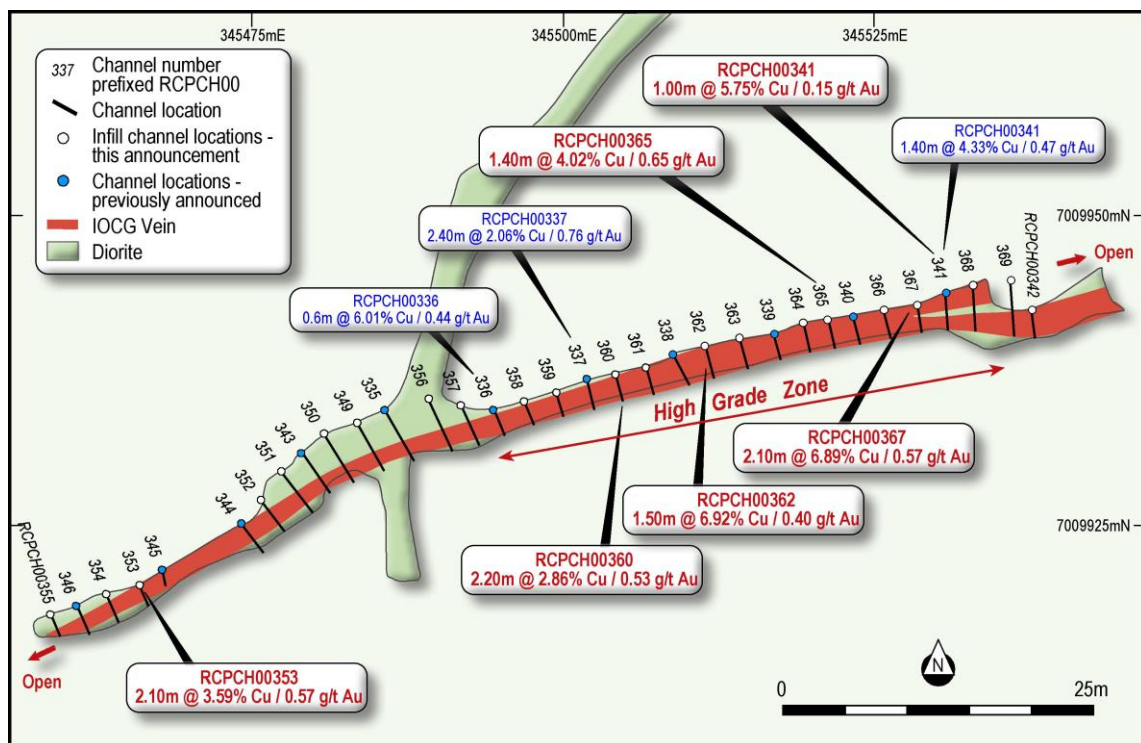 345475mE
345500mE
345525mE
337 Channel number
prefixed RCPCH00
Channel location
Infill channel locations -
this announcement
Channel locations -
previously announced
IOCG Vein
Diorite
RCPCH00341
1.00m @ 5.75% Cu / 0.15 g/t Au
RCPCH00365
1.40m @ 4.02% Cu / 0.65 g/t Au
RCPCH00341
1.40m @ 4.33% Cu / 0.47 g/t Au
RCPCH00337
2.40m @ 2.06% Cu / 0.76 g/t Au
RCPCH00336
0.6m @ 6.01% Cu / 0.44 g/t Au
7009950mN
Open
RCPCH00355
346
354
353
345
344
352
351
343
350
349
335
356
357
336
358
359
337
360
361
338
362
363
339
364
365
340
366
367
341
368
369
RCPCH00342
High Grade Zone
RCPCH00367
2.10m @ 6.89% Cu / 0.57 g/t Au
RCPCH00362
1.50m @ 6.92% Cu / 0.40 g/t Au
7009925mN
RCPCH00360
2.20m @ 2.86% Cu / 0.53 g/t Au
Open
RCPCH00353
2.10m @ 3.59% Cu / 0.57 g/t Au
N
0
25m